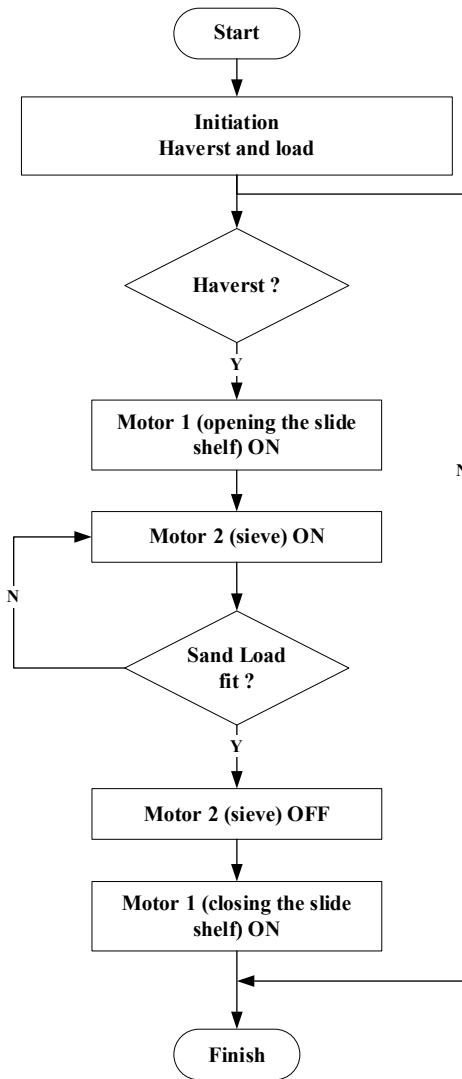 Start
Initiation
Haverst and load
Haverst ?
Y
Motor 1 (opening the slide
shelf) ON
N
Motor 2 (sieve) ON
N
Sand Load
fit ?
Y
Motor 2 (sieve) OFF
Motor 1 (closing the slide
shelf) ON
Finish